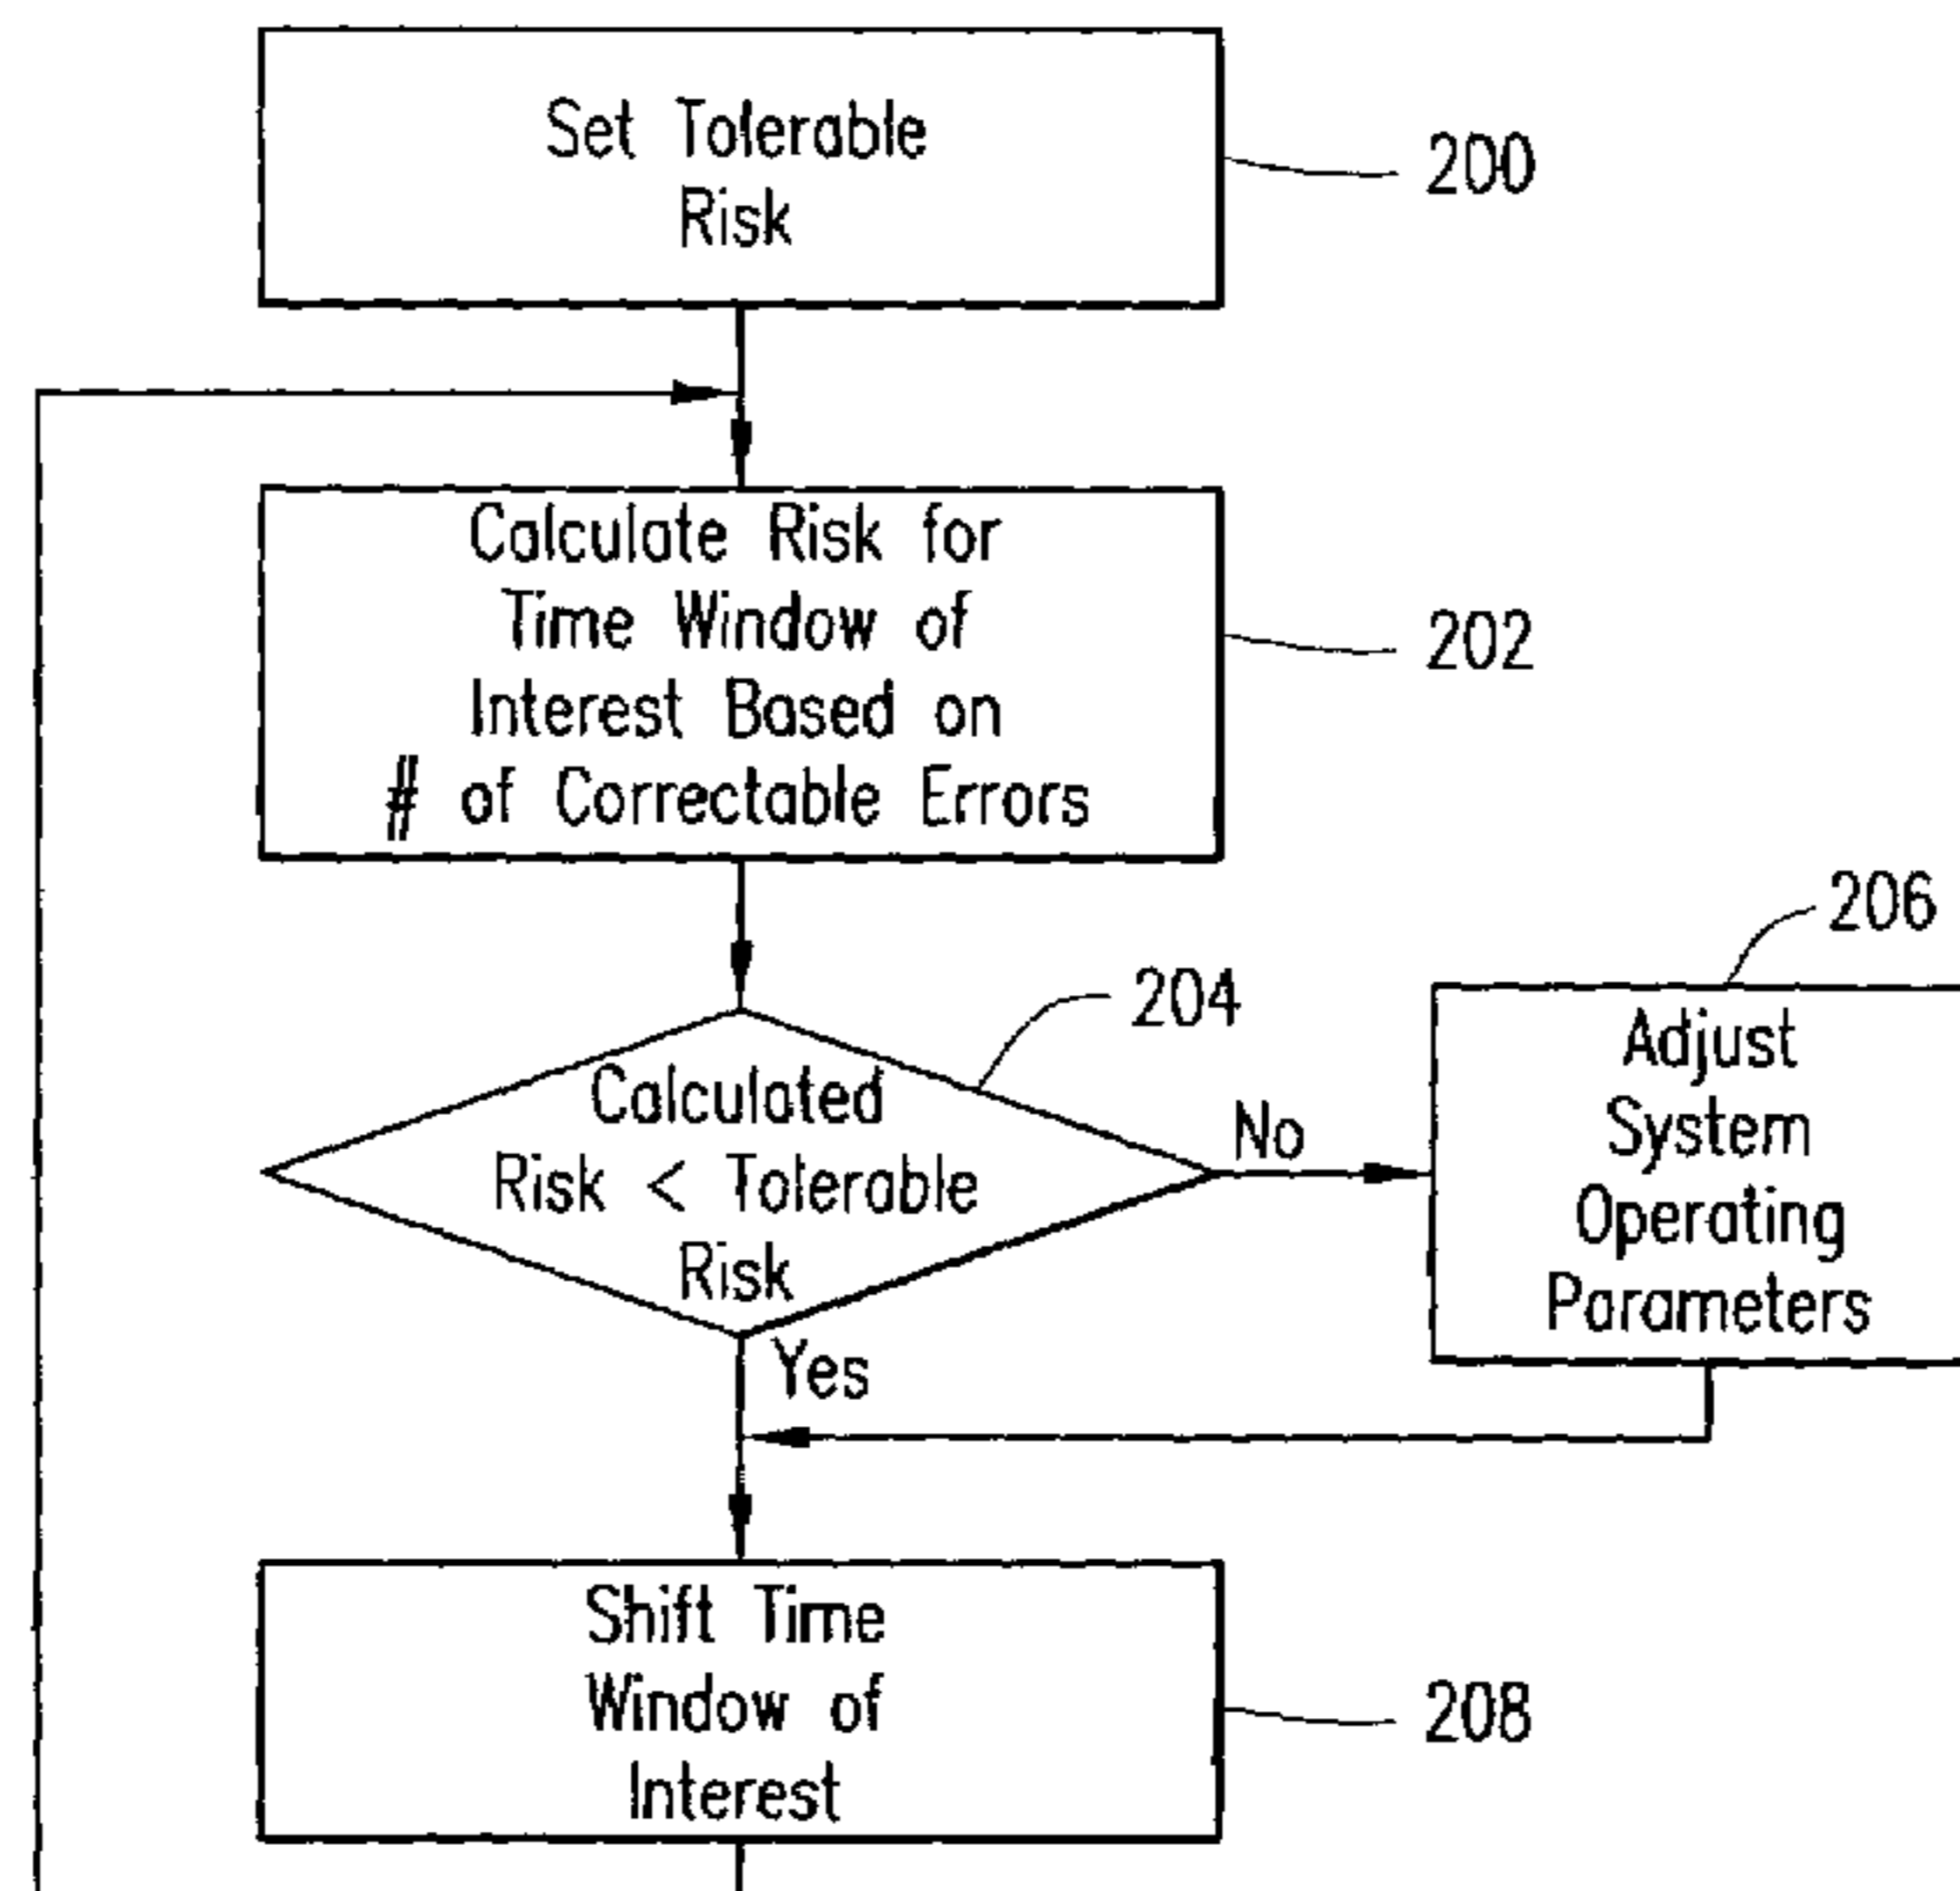 Set Tolerable
Risk
200
Calculate Risk for
Time Window of
Interest Based on
# of Correctable Errors
202
204
Calculated
Risk < Tolerable
Risk
No
Yes
206
Adjust
System
Operating
Parameters
Shift Time
Window of
Interest
208